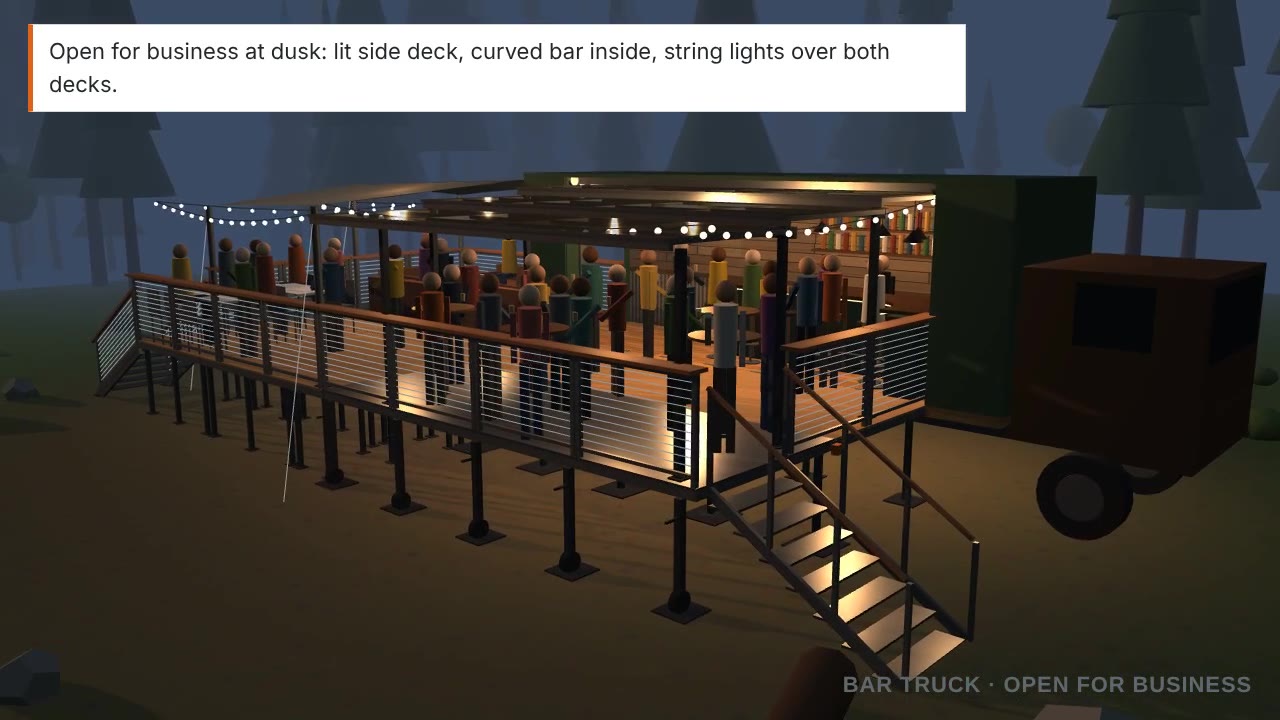 Open for business at dusk: lit side deck, curved bar inside, string lights over both
decks.
BAR TRUCK · OPEN FOR BUSINESS